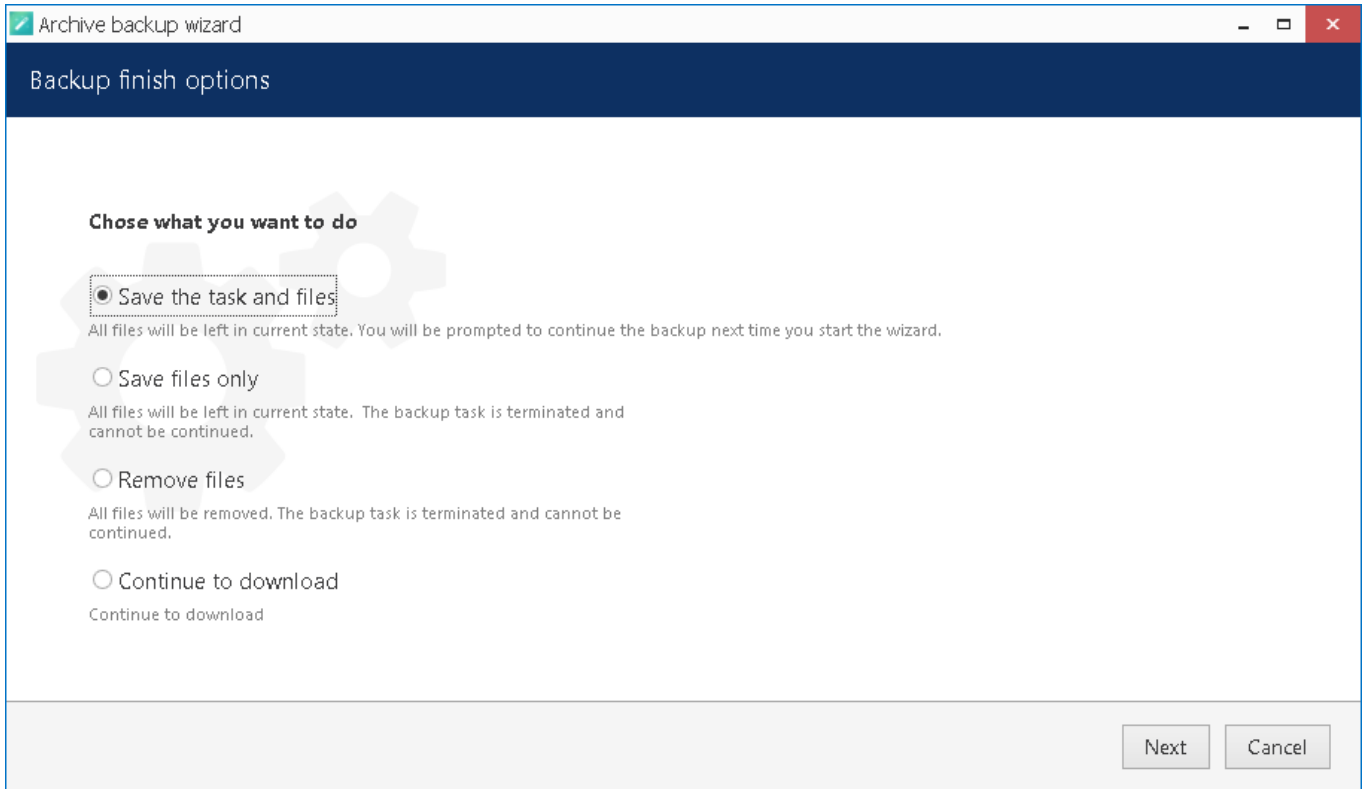 Archive backup wizard
Backup finish options
Chose what you want to do
Save the task and files
All files will be left in current state. You will be prompted to continue the backup next time you start the wizard.
Save files only
All files will be left in current state.  The backup task is terminated and
cannot be continued.
Remove files
All files will be removed. The backup task is terminated and cannot be
continued.
Continue to download
Continue to download
Next
Cancel